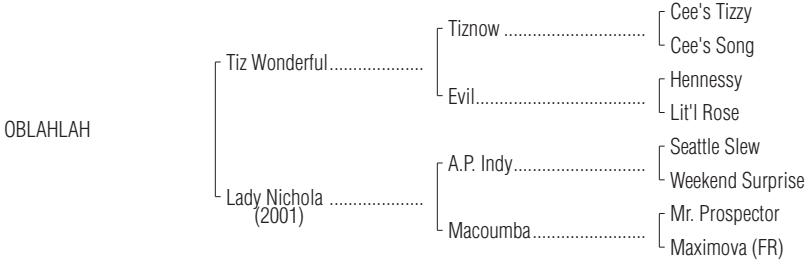 Cee's Tizzy
Tiznow ..............................
Cee's Song
Tiz Wonderful....................
Hennessy
Evil....................................
Lit'l Rose
OBLAHLAH
Seattle Slew
A.P. Indy............................
Weekend Surprise
Lady Nichola ....................
(2001)
Mr. Prospector
Macoumba........................
Maximova (FR)